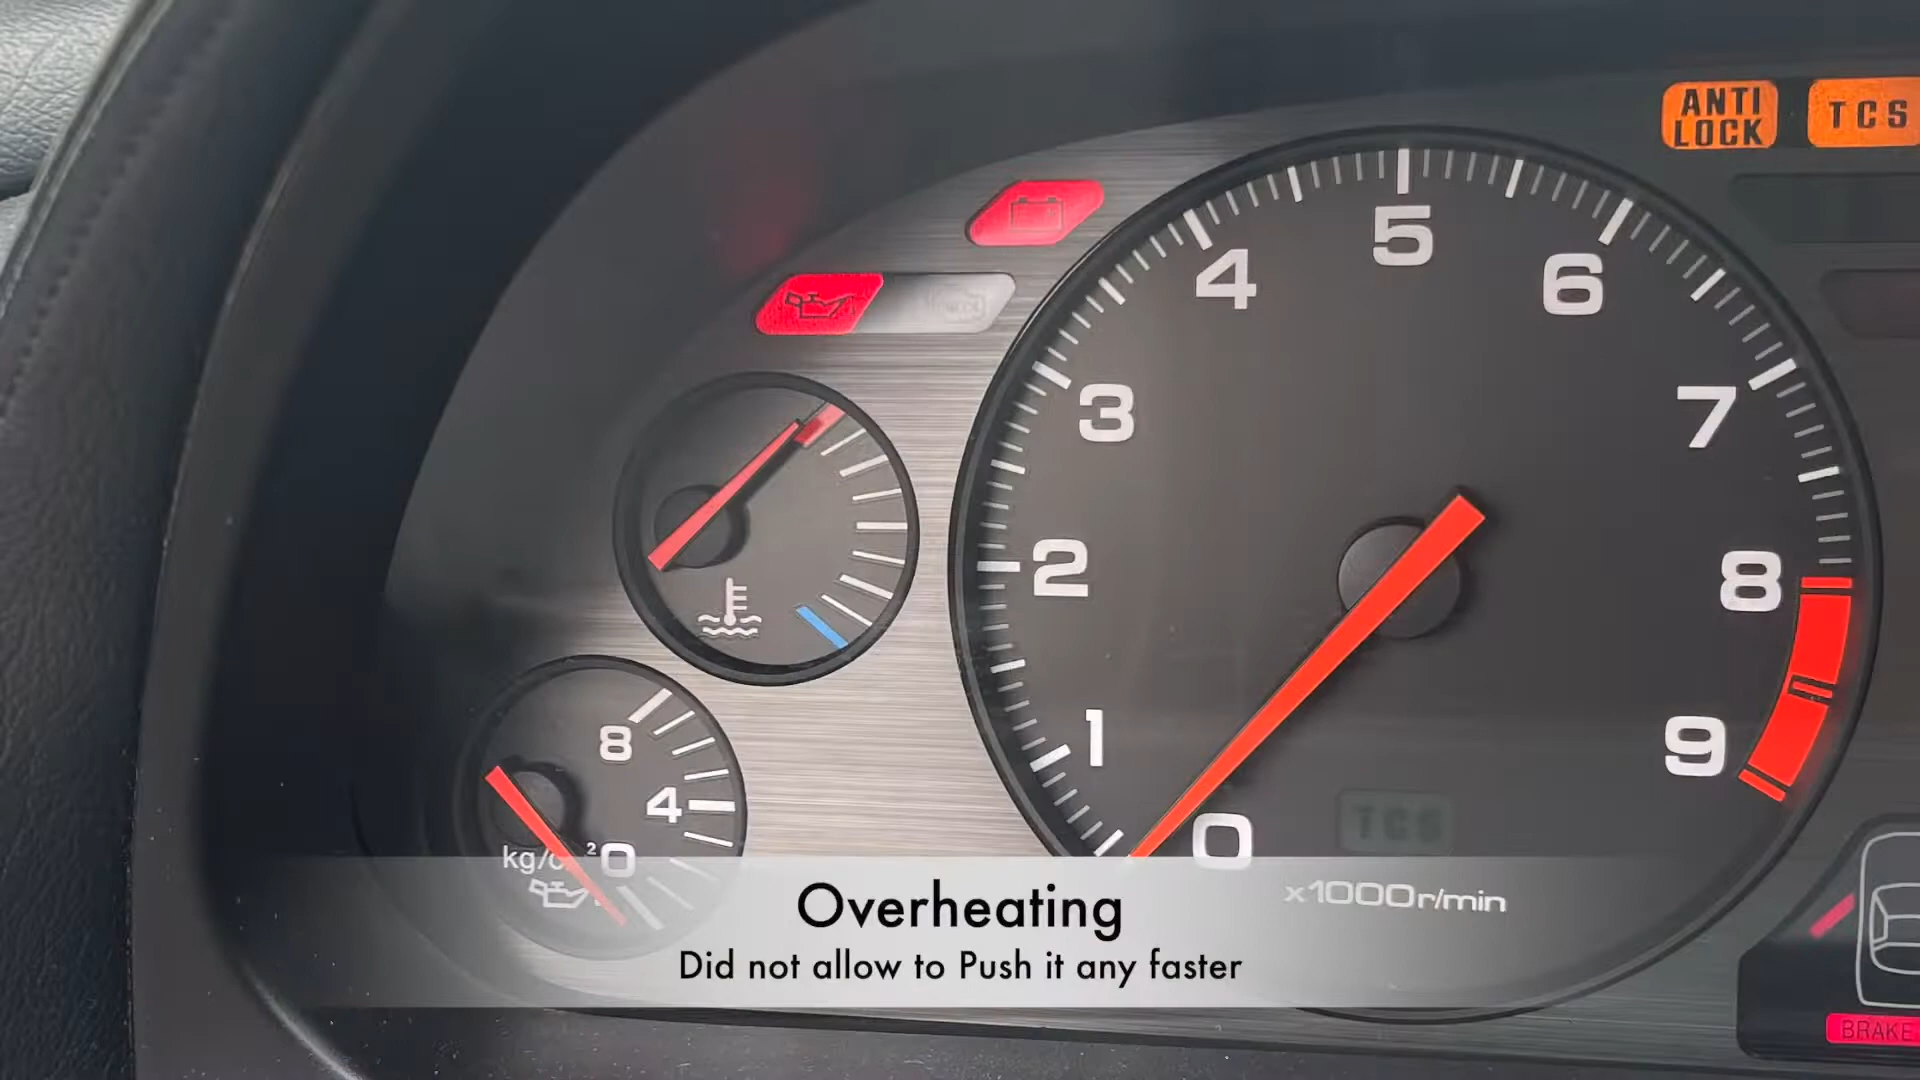 ANTI
LOCK
TCS
5
4
6
3
7
2
8
1
9
0
TCS
x1000r/min
8
4
0
kg/c ²
BRAKE
Overheating
Did not allow to Push it any faster